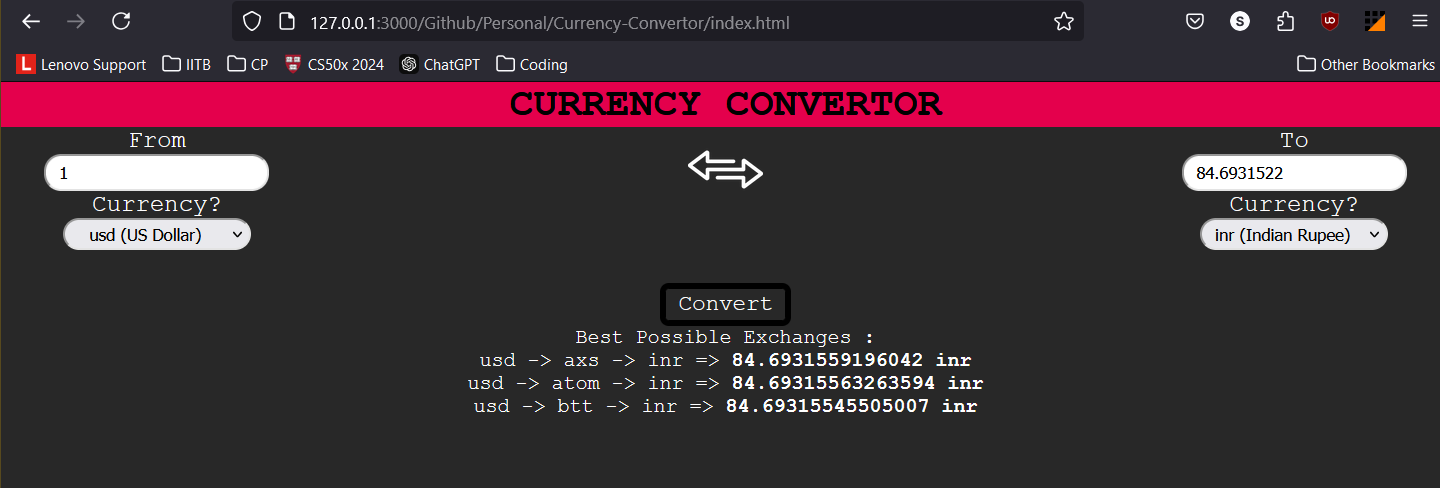 127.0.0.1:3000/Github/Personal/Currency-Convertor/index.html
S
UD
L Lenovo Support IITB CP CS50x 2024 ChatGPT Coding Other Bookmarks
CURRENCY CONVERTOR
From To
1 84.6931522
Currency? Currency?
usd (US Dollar) inr (Indian Rupee)
Convert
Best Possible Exchanges :
usd -> axs -> inr => 84.6931559196042 inr
usd -> atom -> inr => 84.69315563263594 inr
usd -> btt -> inr => 84.69315545505007 inr